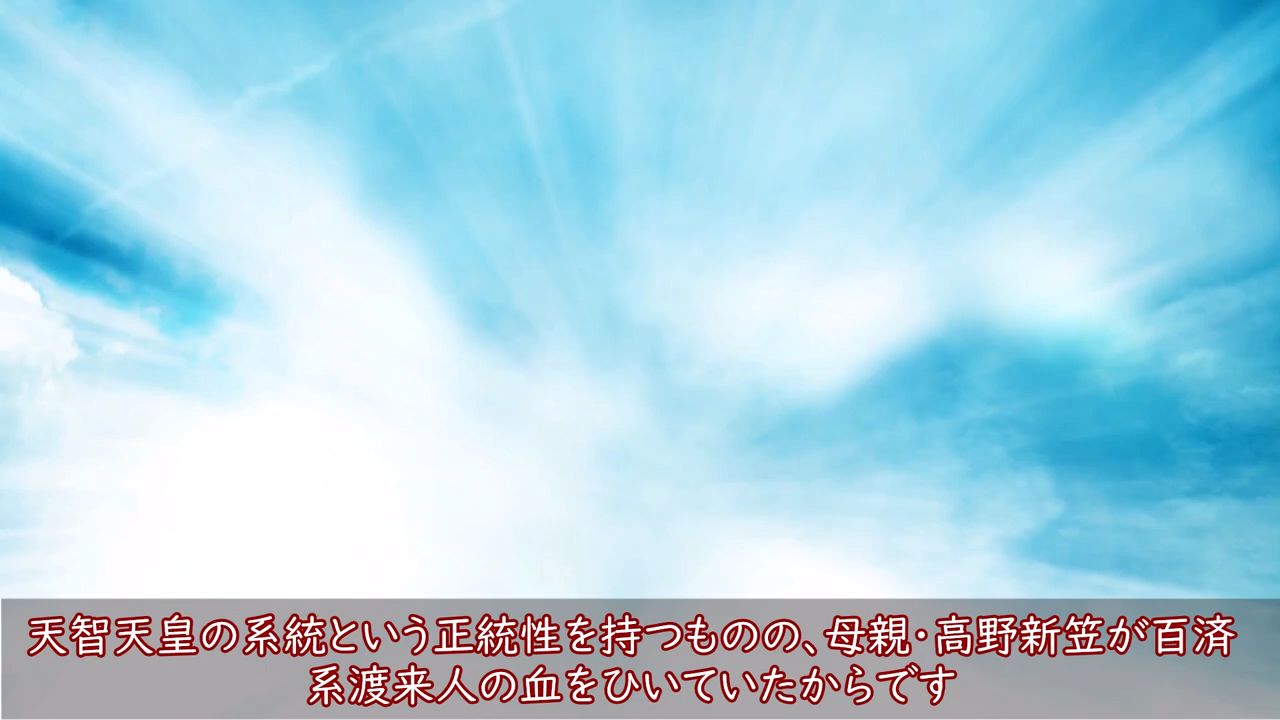 天智天皇の系統という正統性を持つものの、母親・高野新笠が百済
系渡来人の血をひいていたからです